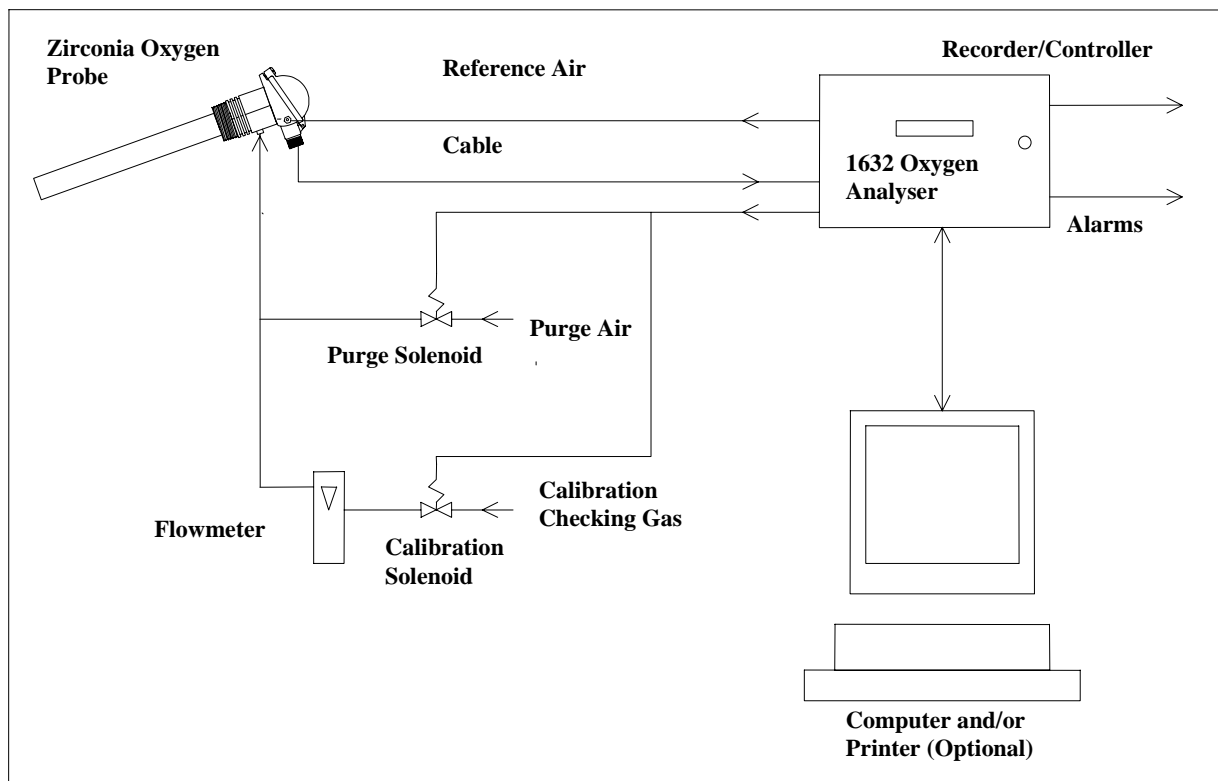 Zirconia Oxygen
Probe
Reference Air
Recorder/Controller
Cable
1632 Oxygen
Analyser
Alarms
Purge Air
Purge Solenoid
Calibration
Checking Gas
Flowmeter
Calibration
Solenoid
Computer and/or
Printer (Optional)